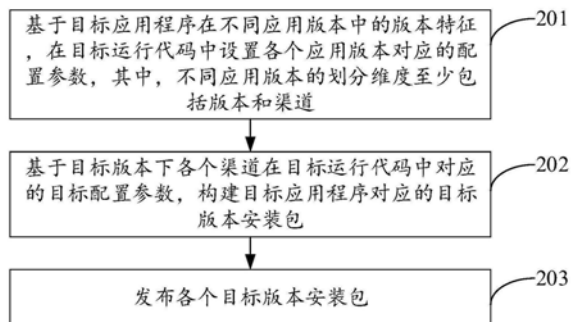 基于目标应用程序在不同应用版本中的版本特征
201
，在目标运行代码中设置各个应用版本对应的配
置参数，其中，不同应用版本的划分维度至少包
括版本和渠道
基于目标版本下各个渠道在目标运行代码中对应
202
的目标配置参数，构建目标应用程序对应的目标
版本安装包
发布各个目标版本安装包
203